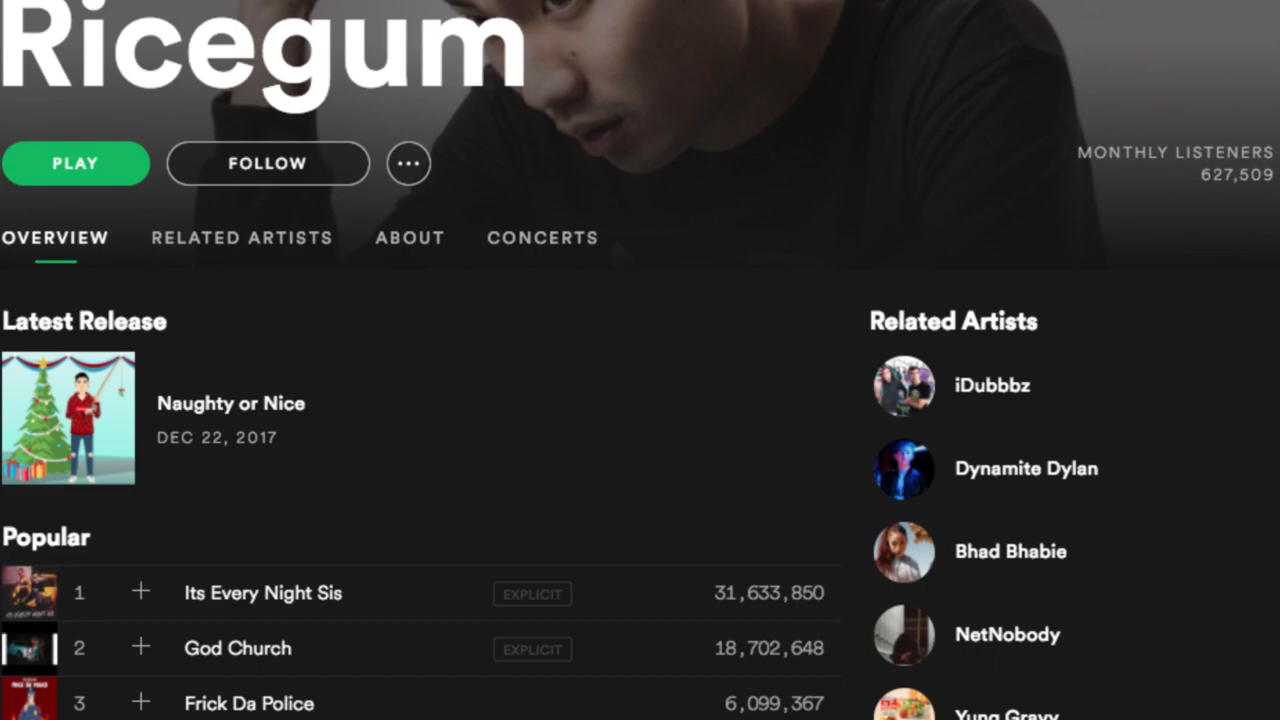 Ricegum
PLAY
FOLLOW
MONTHLY LISTENERS
627,509
OVERVIEW
RELATED ARTISTS
ABOUT
CONCERTS
Latest Release
Naughty or Nice
DEC 22, 2017
Popular
1 Its Every Night Sis EXPLICIT 31,633,850
2 God Church EXPLICIT 18,702,648
3 Frick Da Police 6,099,367
Related Artists
iDubbbz
Dynamite Dylan
Bhad Bhabie
NetNobody
Yung Gravy